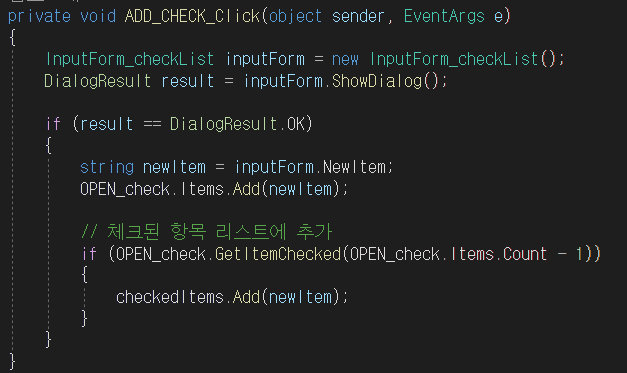 private void ADD_CHECK_Click(object sender, EventArgs e)
{
    InputForm_checkList inputForm = new InputForm_checkList();
    DialogResult result = inputForm.ShowDialog();

    if (result == DialogResult.OK)
    {
        string newItem = inputForm.NewItem;
        OPEN_check.Items.Add(newItem);

        // 체크된 항목 리스트에 추가
        if (OPEN_check.GetItemChecked(OPEN_check.Items.Count - 1))
        {
            checkedItems.Add(newItem);
        }
    }
}